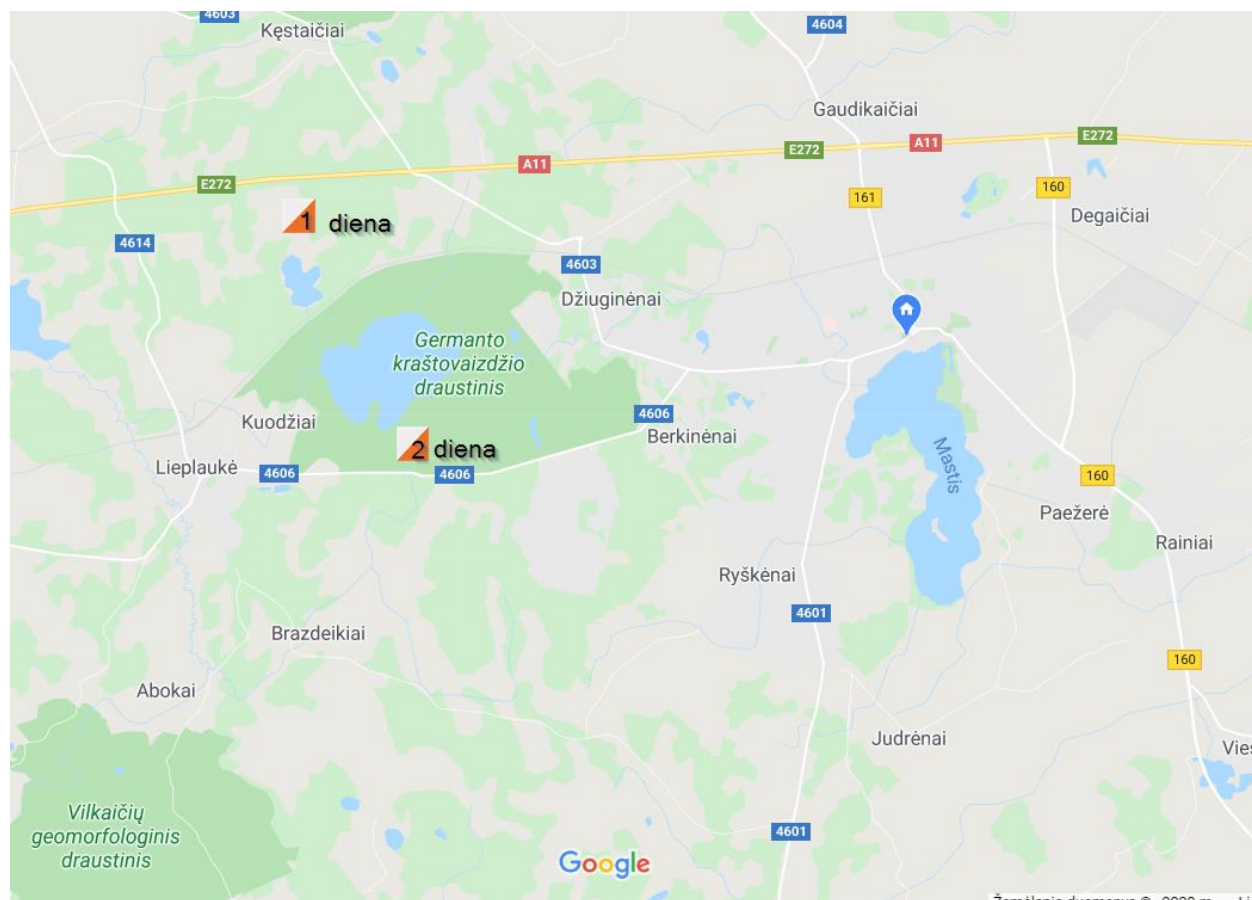 4603
Kęstaičiai
4604
Gaudikaičiai
E272
A11
E272
A11
E272
161
160
Degaičiai
1 diena
4614
4603
Džiuginėnai
Germanto
kraštovaizdžio
draustinis
Kuodžiai
4606
Berkinėnai
2 diena
Lieplaukė
4606
4606
Mastis
160
Paežerė
Rainiai
Ryškėnai
4601
Brazdeikiai
160
Abokai
Judrėnai
Vies
Vilkaičių
geomorfologinis
draustinis
4601
Google